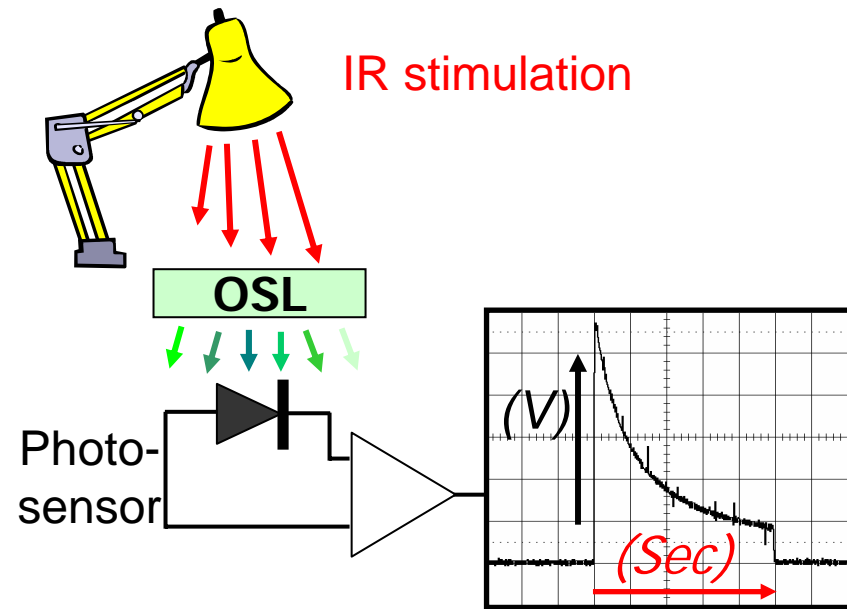 IR stimulation
OSL
Photo-
sensor
(V)
(Sec)